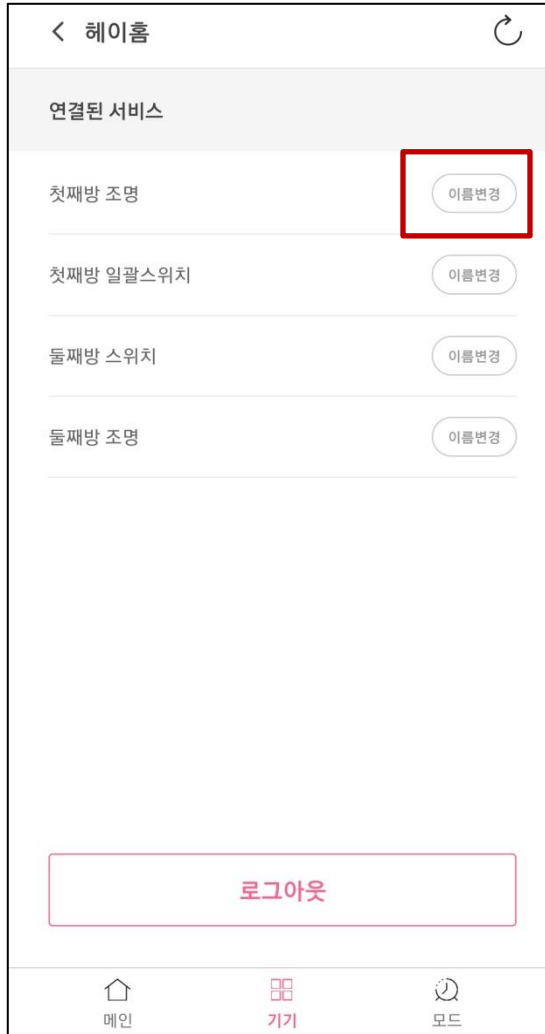 헤이홈
연결된 서비스
첫째방 조명 이름변경
첫째방 일괄스위치 이름변경
둘째방 스위치 이름변경
둘째방 조명 이름변경
로그아웃
메인 기기 모드